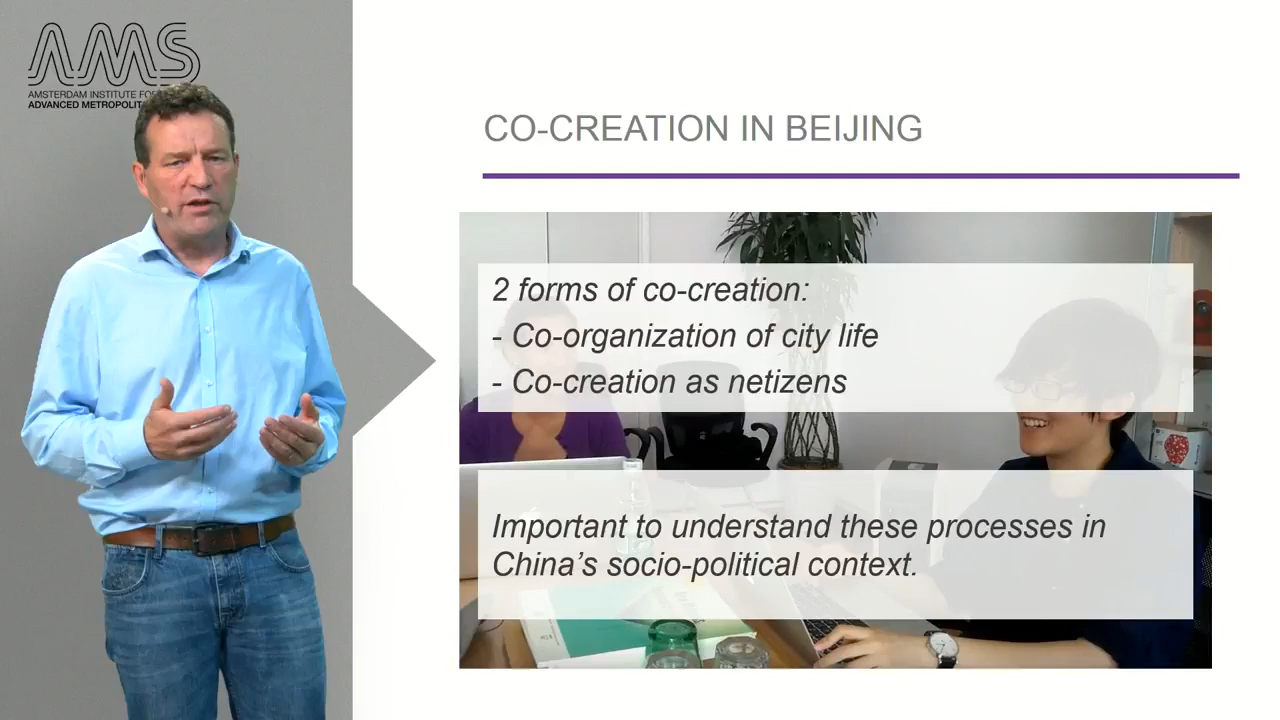 AMS
AMSTERDAM INSTITUTE FO
ADVANCED METROPOLIT
CO-CREATION IN BEIJING
2 forms of co-creation:
- Co-organization of city life
- Co-creation as netizens
Important to understand these processes in
China's socio-political context.